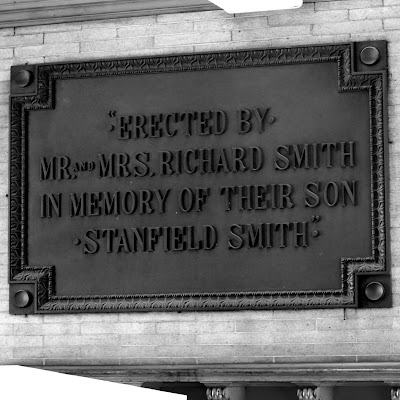 "ERECTED BY·
MR. AND MRS. RICHARD SMITH
IN MEMORY OF THEIR SON
·STANFIELD SMITH"·